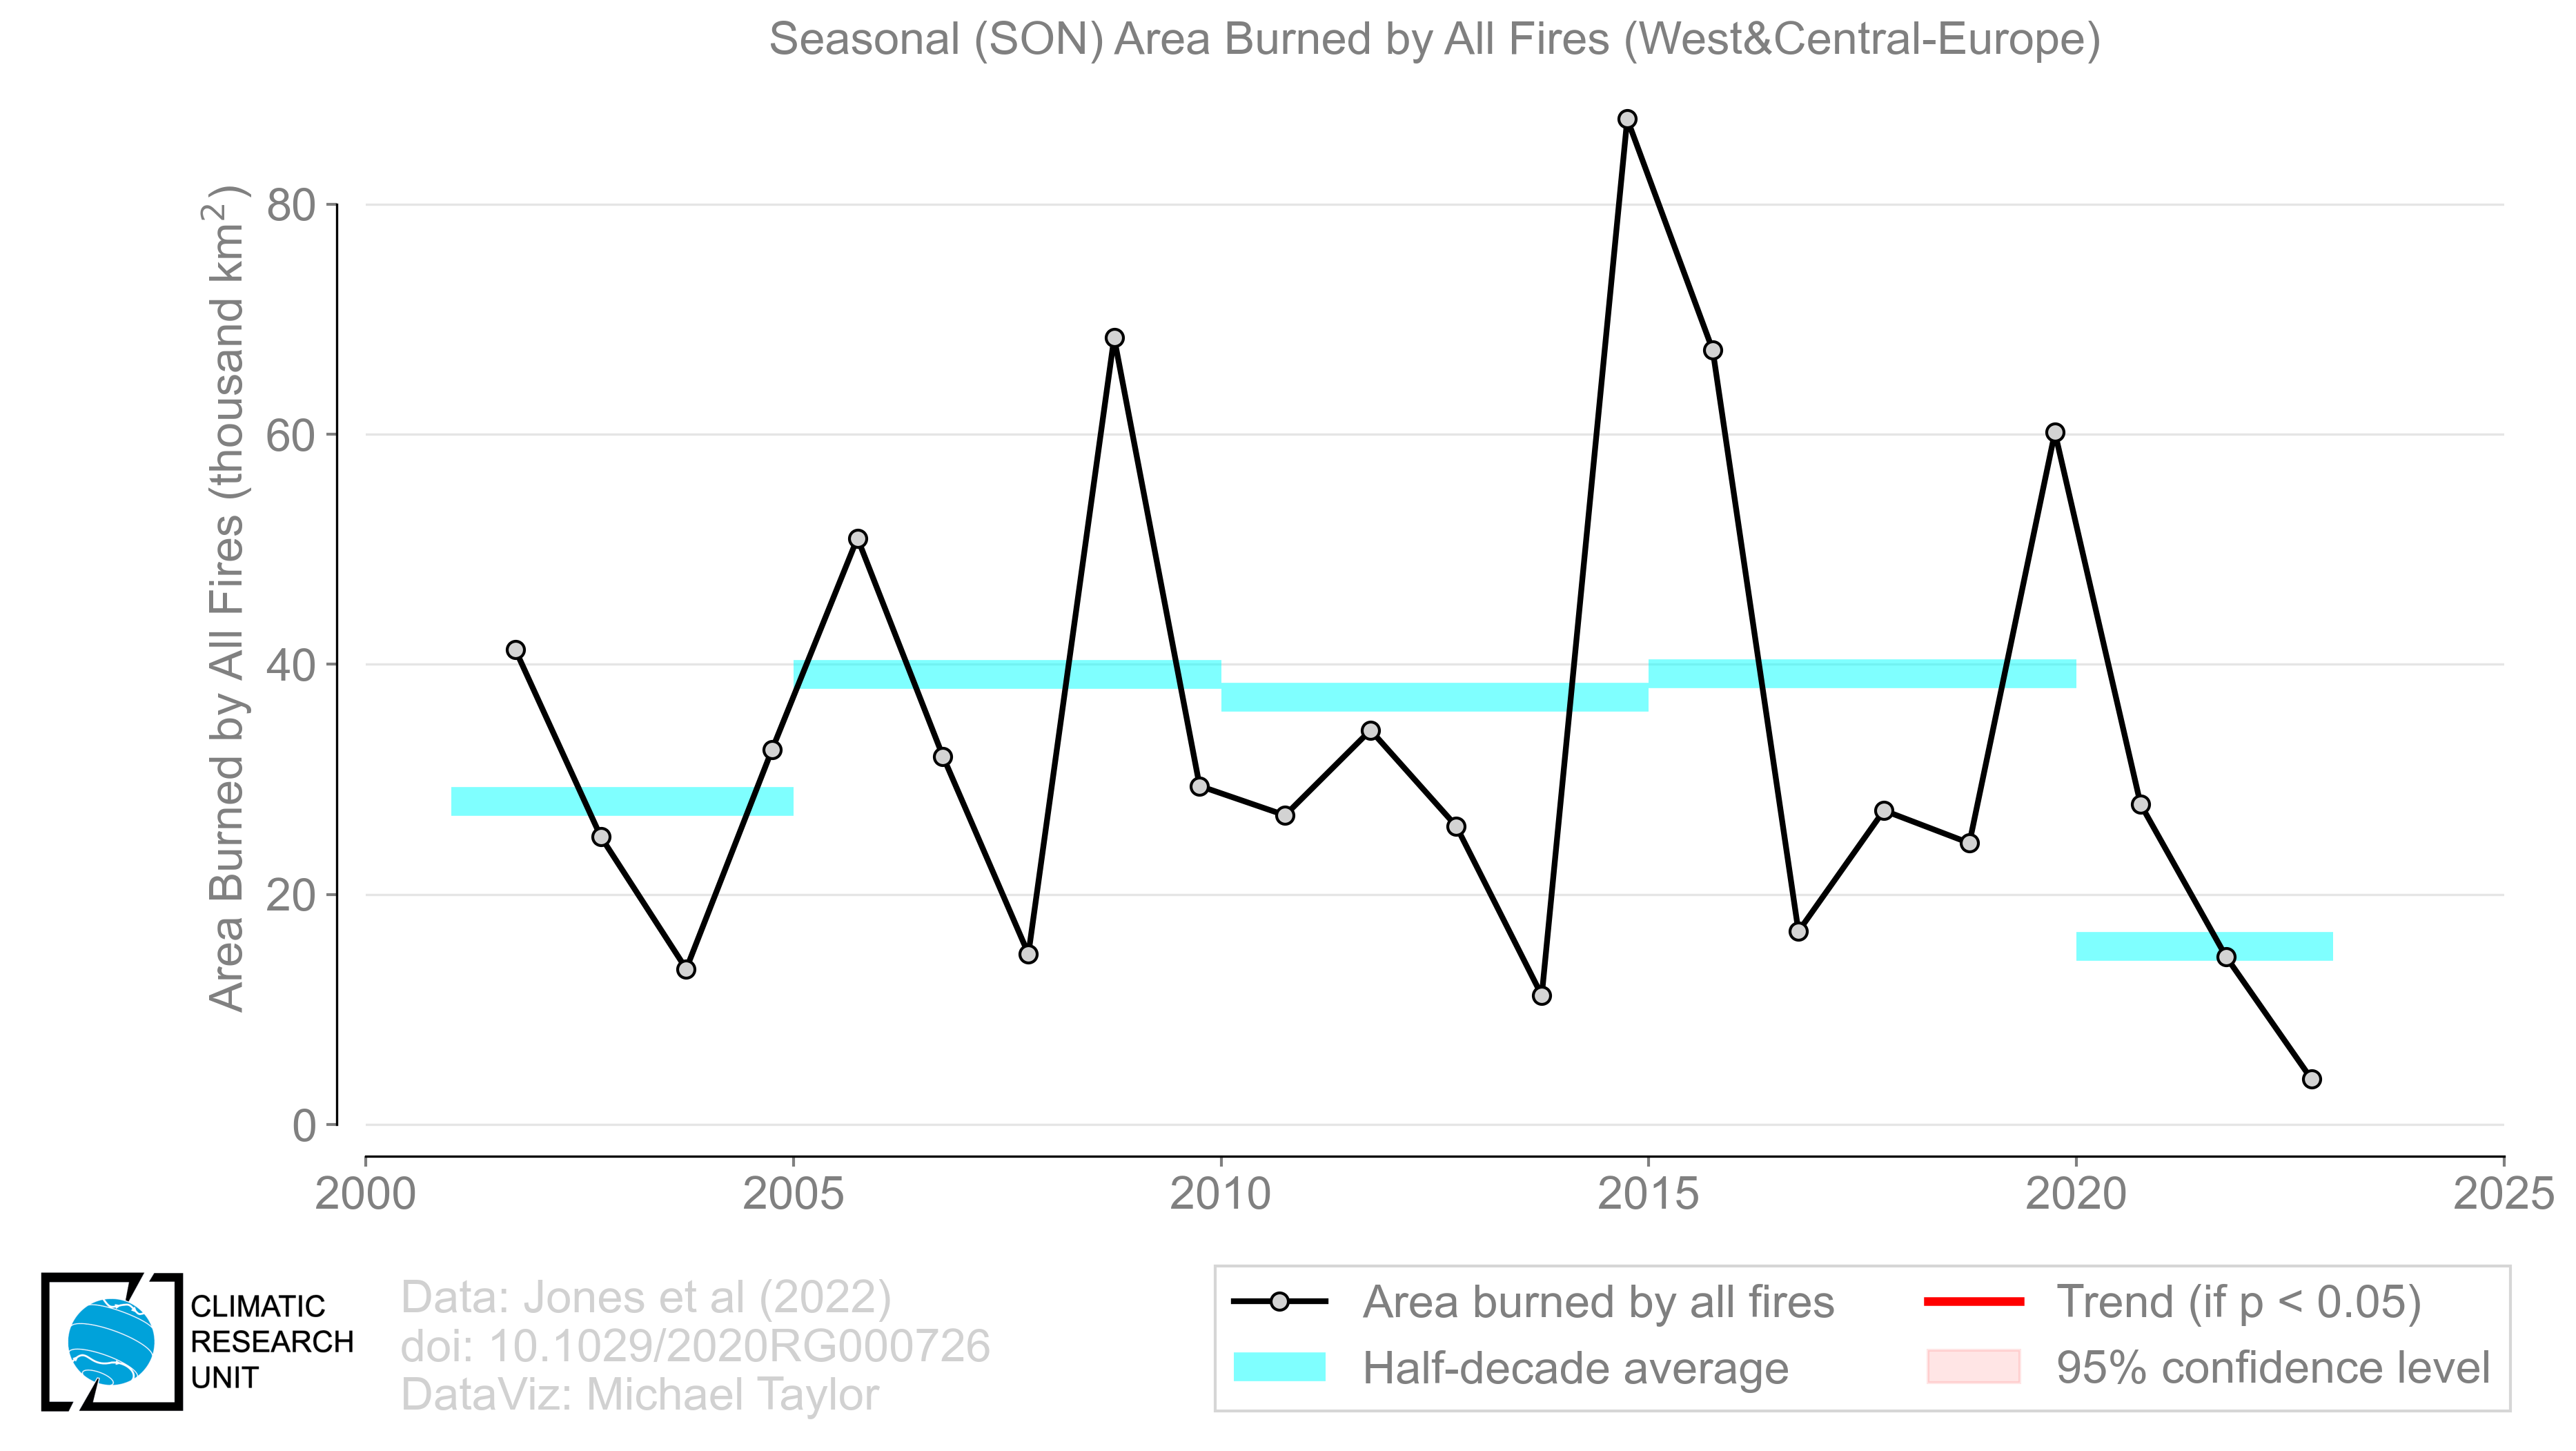 Seasonal (SON) Area Burned by All Fires (West&Central-Europe)
Area Burned by All Fires (thousand km²)
80
60
40
20
0
2000
2005
2010
2015
2020
2025
CLIMATIC
RESEARCH
UNIT
Data: Jones et al (2022)
doi: 10.1029/2020RG000726
DataViz: Michael Taylor
Area burned by all fires
Half-decade average
Trend (if p < 0.05)
95% confidence level